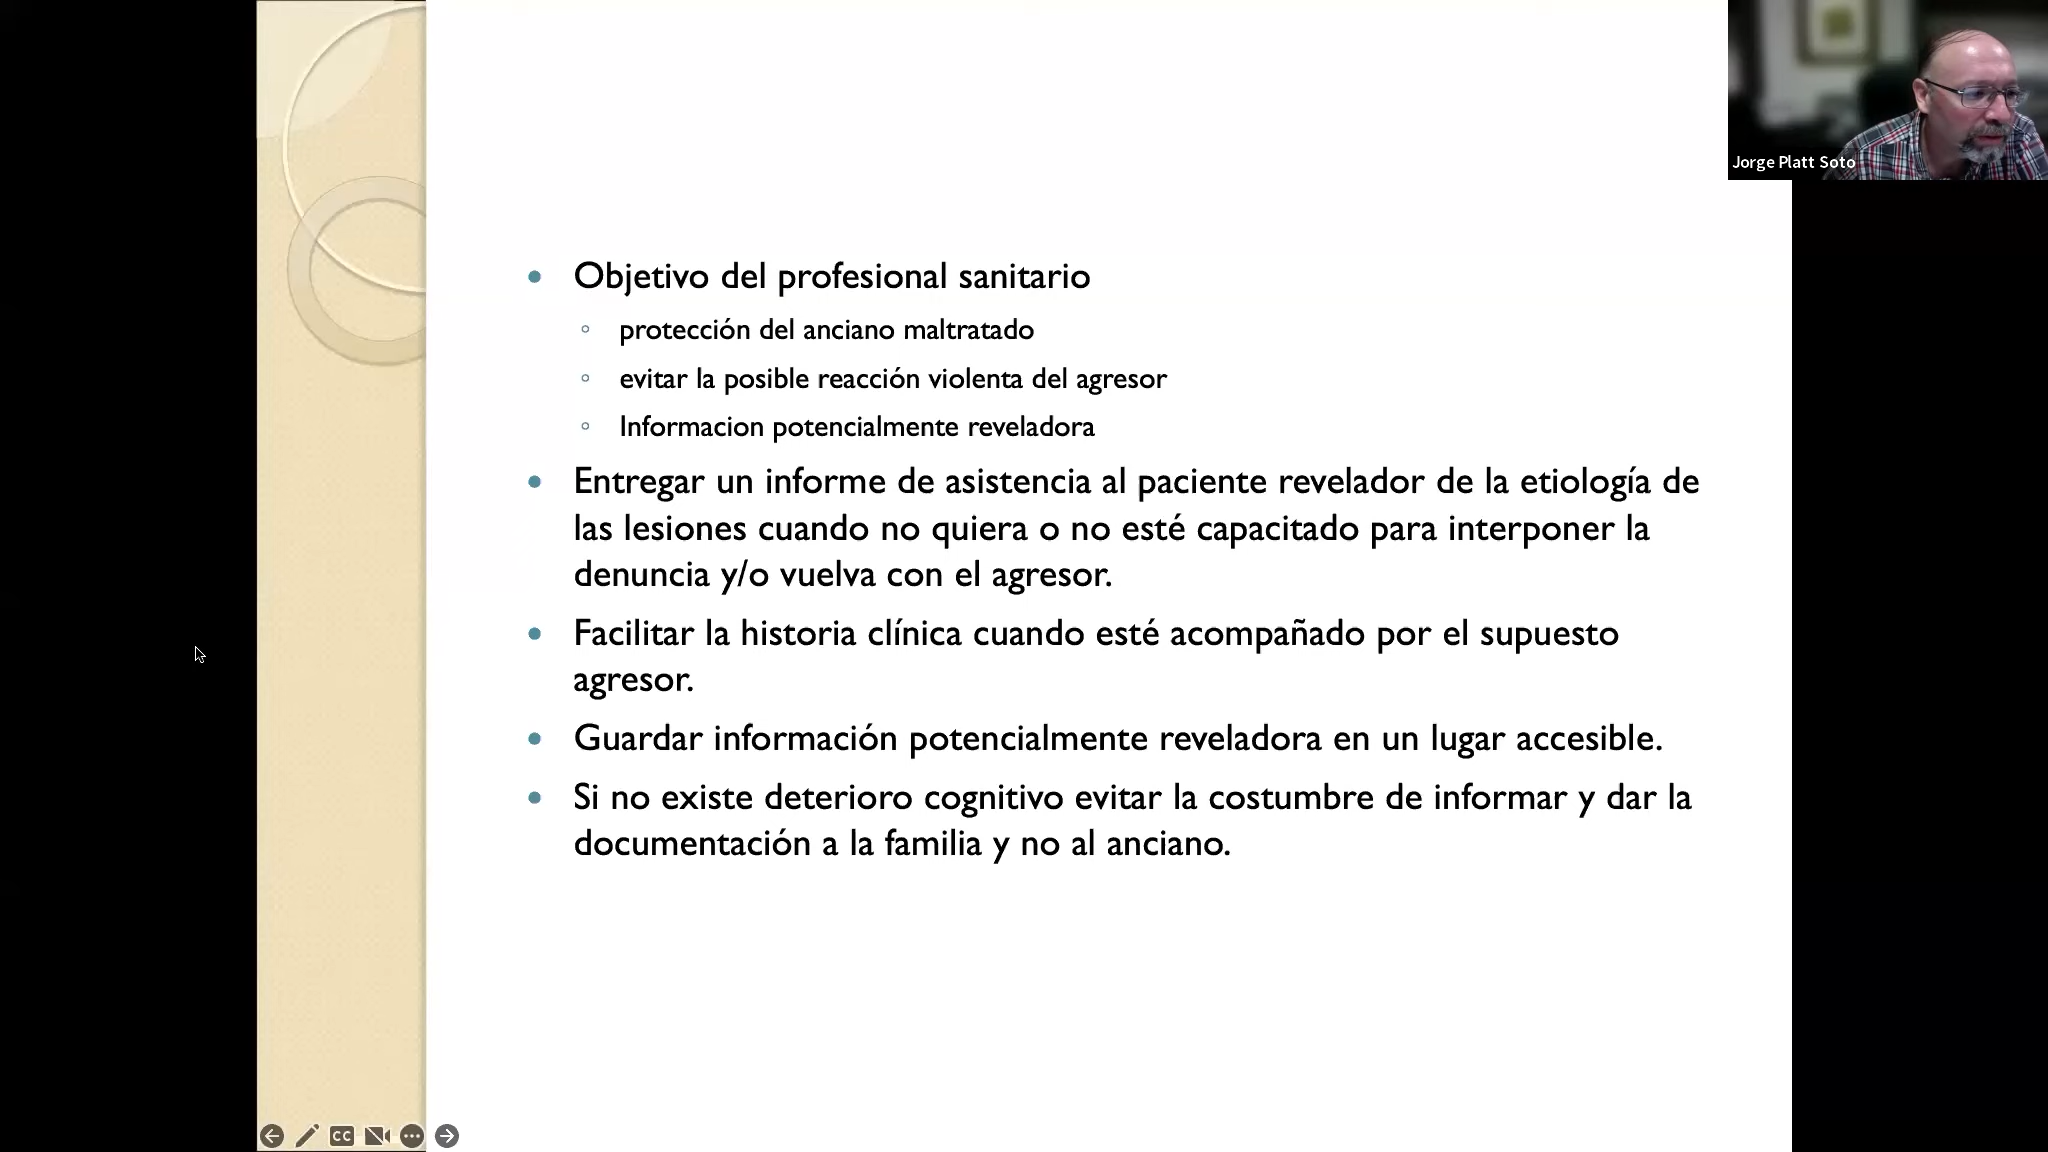 Jorge Platt Soto
Objetivo del profesional sanitario
protección del anciano maltratado
evitar la posible reacción violenta del agresor
Informacion potencialmente reveladora
Entregar un informe de asistencia al paciente revelador de la etiología de
las lesiones cuando no quiera o no esté capacitado para interponer la
denuncia y/o vuelva con el agresor.
Facilitar la historia clínica cuando esté acompañado por el supuesto
agresor.
Guardar información potencialmente reveladora en un lugar accesible.
Si no existe deterioro cognitivo evitar la costumbre de informar y dar la
documentación a la familia y no al anciano.
CC